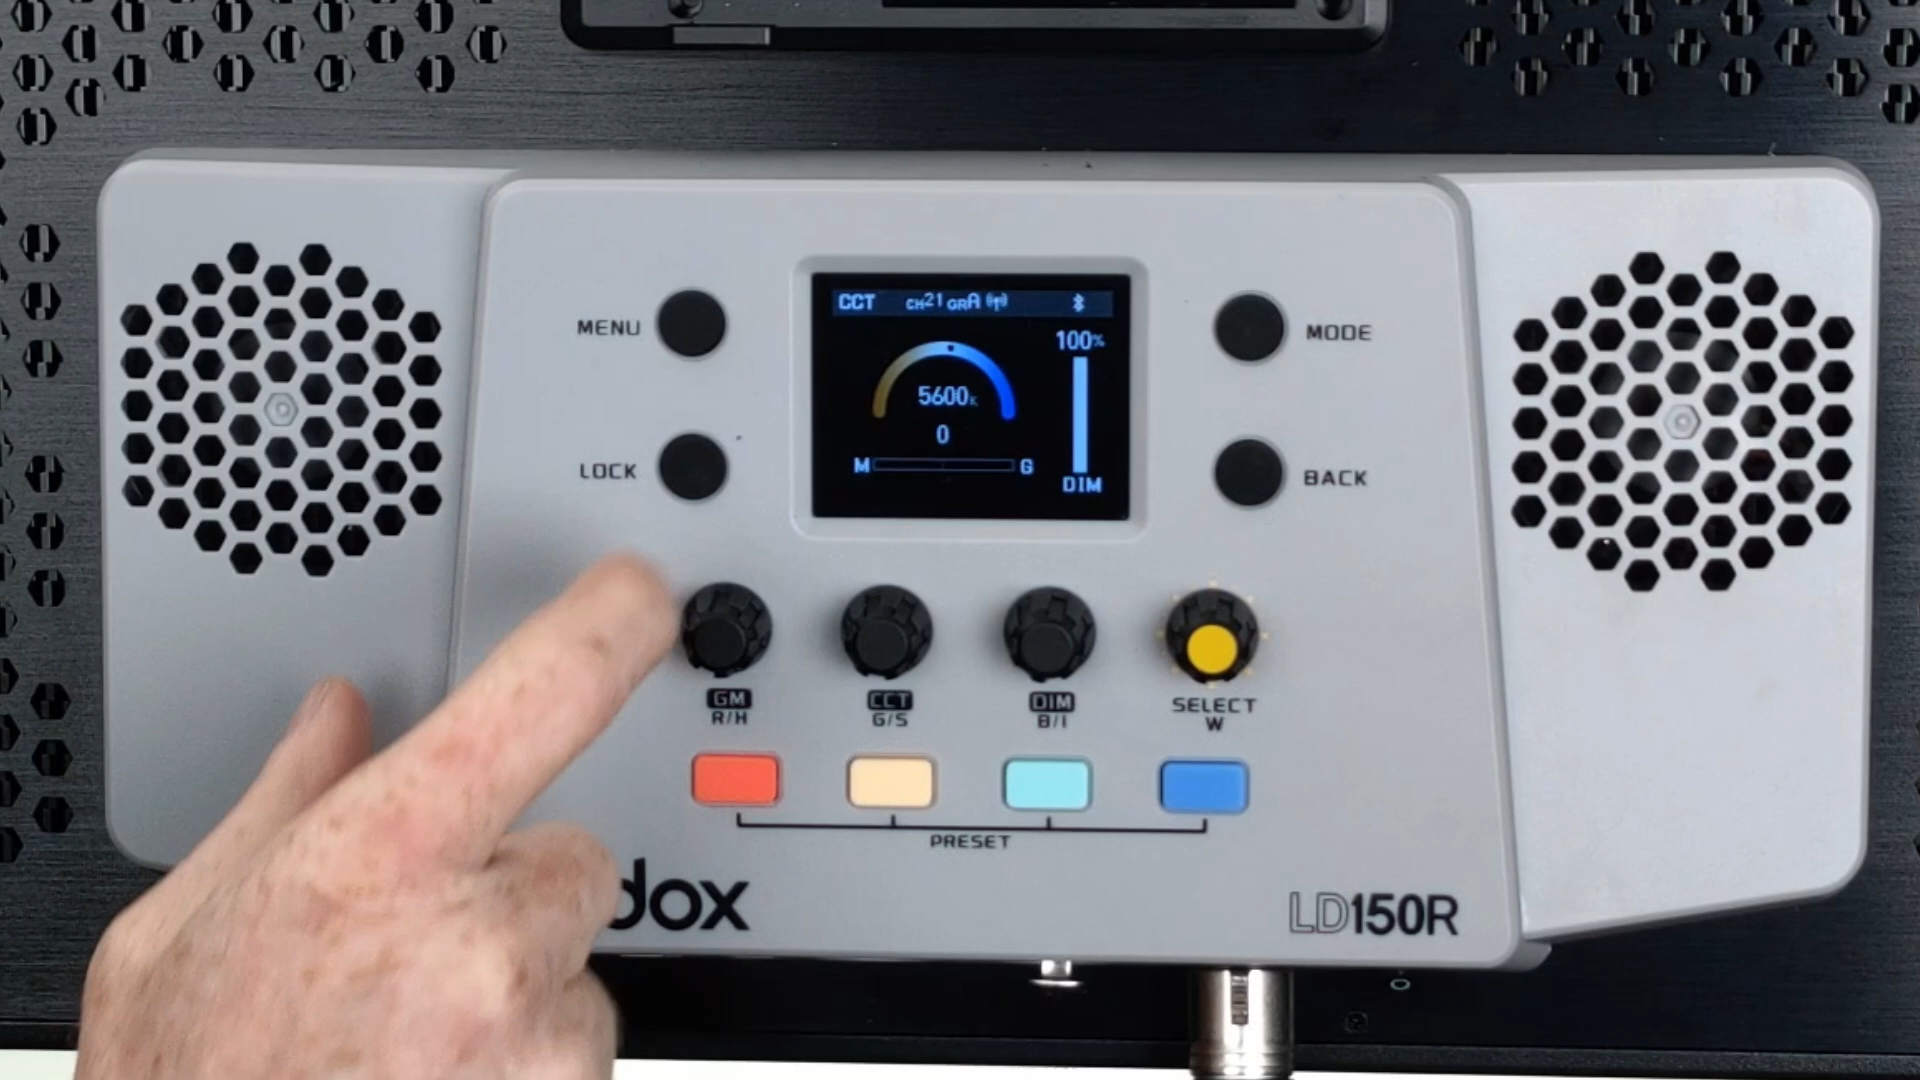 CCT CH21 GRA
100%
5600K
0
M G
DIM
MENU
MODE
LOCK
BACK
GM
R/H
CCT
G/S
DIM
B/I
SELECT
W
PRESET
dox
LD150R